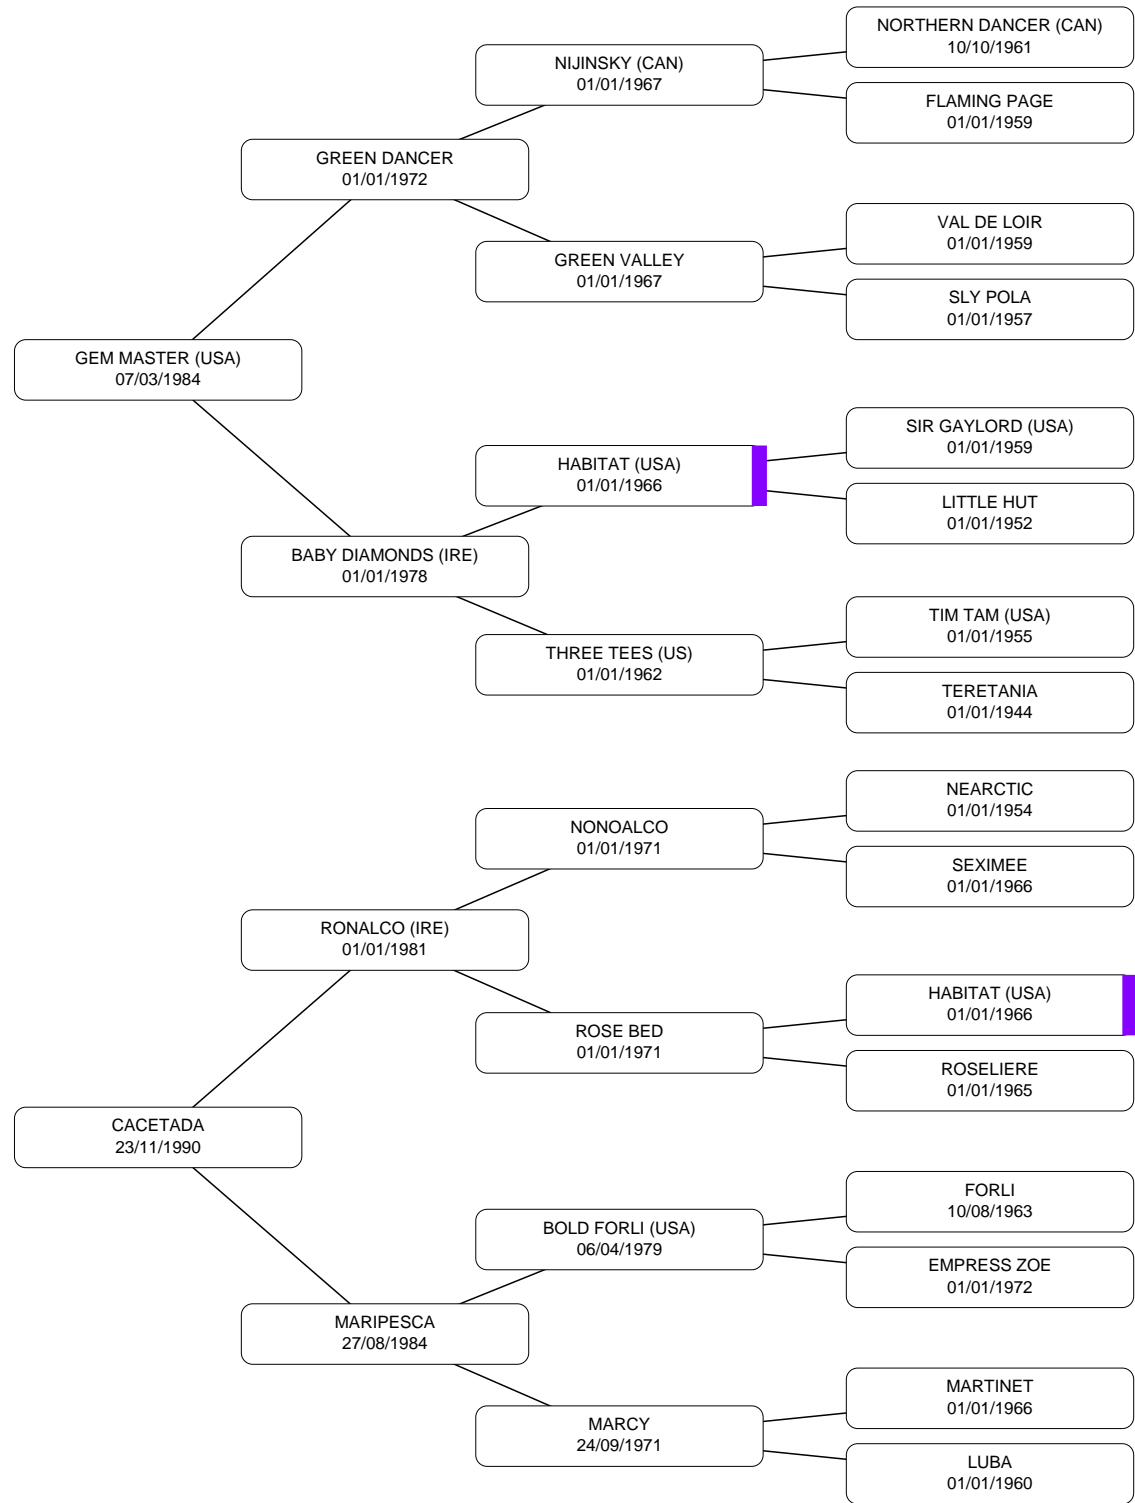 NORTHERN DANCER (CAN)
10/10/1961
NIJINSKY (CAN)
01/01/1967
FLAMING PAGE
01/01/1959
GREEN DANCER
01/01/1972
VAL DE LOIR
01/01/1959
GREEN VALLEY
01/01/1967
SLY POLA
01/01/1957
GEM MASTER (USA)
07/03/1984
SIR GAYLORD (USA)
01/01/1959
HABITAT (USA)
01/01/1966
LITTLE HUT
01/01/1952
BABY DIAMONDS (IRE)
01/01/1978
TIM TAM (USA)
01/01/1955
THREE TEES (US)
01/01/1962
TERETANIA
01/01/1944
NEARCTIC
01/01/1954
NONOALCO
01/01/1971
SEXIMEE
01/01/1966
RONALCO (IRE)
01/01/1981
HABITAT (USA)
01/01/1966
ROSE BED
01/01/1971
ROSELIERE
01/01/1965
CACETADA
23/11/1990
FORLI
10/08/1963
BOLD FORLI (USA)
06/04/1979
EMPRESS ZOE
01/01/1972
MARIPESCA
27/08/1984
MARTINET
01/01/1966
MARCY
24/09/1971
LUBA
01/01/1960